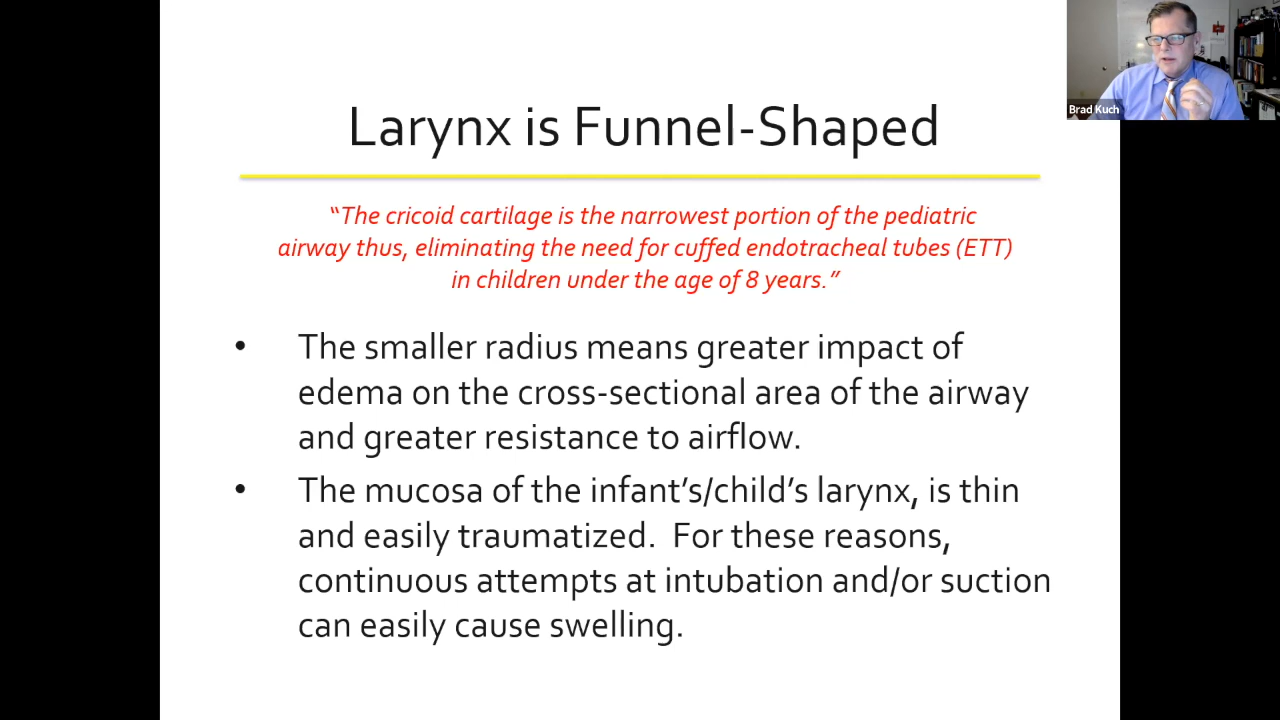 Brad Kuch
Larynx is Funnel-Shaped
“The cricoid cartilage is the narrowest portion of the pediatric
airway thus, eliminating the need for cuffed endotracheal tubes (ETT)
in children under the age of 8 years.”
• The smaller radius means greater impact of
edema on the cross-sectional area of the airway
and greater resistance to airflow.
• The mucosa of the infant’s/child’s larynx, is thin
and easily traumatized.  For these reasons,
continuous attempts at intubation and/or suction
can easily cause swelling.